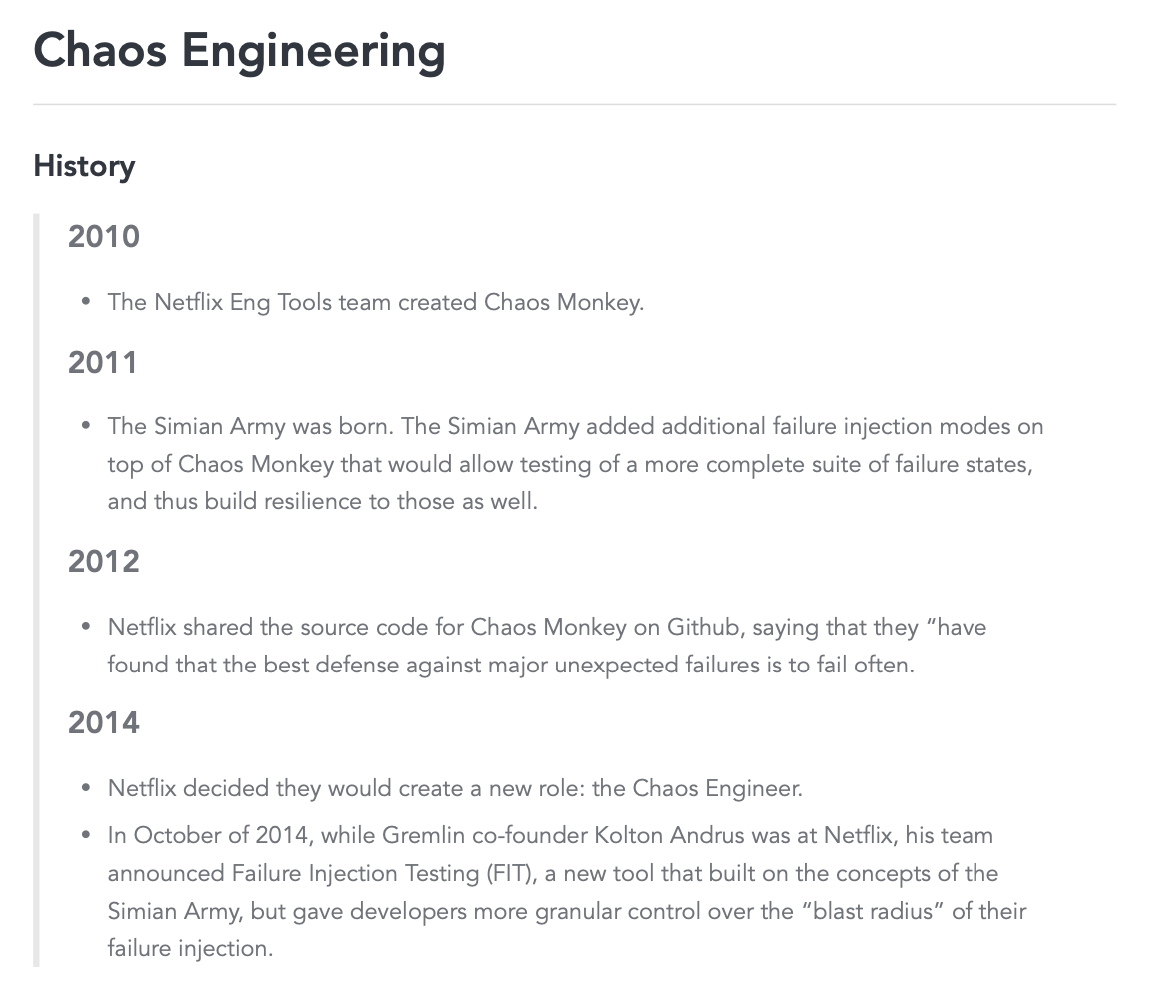 Chaos Engineering
History
2010
• The Netflix Eng Tools team created Chaos Monkey.
2011
• The Simian Army was born. The Simian Army added additional failure injection modes on
top of Chaos Monkey that would allow testing of a more complete suite of failure states,
and thus build resilience to those as well.
2012
• Netflix shared the source code for Chaos Monkey on Github, saying that they “have
found that the best defense against major unexpected failures is to fail often.
2014
• Netflix decided they would create a new role: the Chaos Engineer.
• In October of 2014, while Gremlin co-founder Kolton Andrus was at Netflix, his team
announced Failure Injection Testing (FIT), a new tool that built on the concepts of the
Simian Army, but gave developers more granular control over the “blast radius” of their
failure injection.